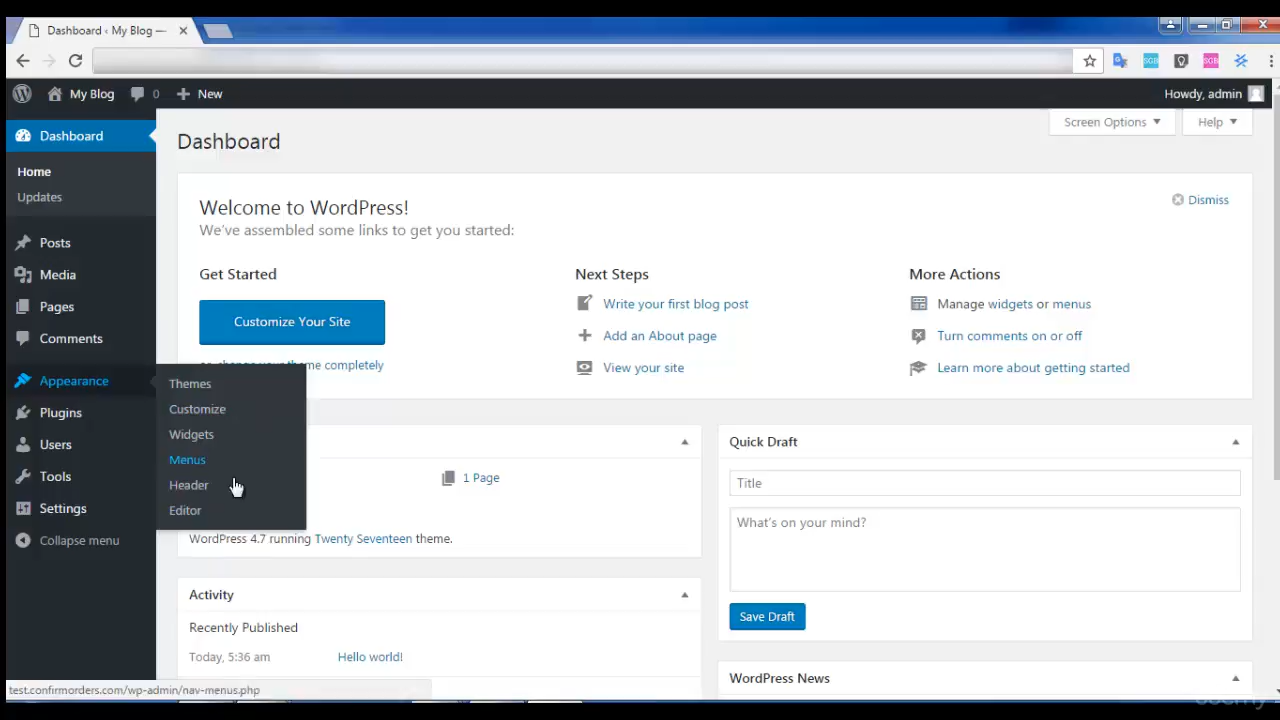 Dashboard ‹ My Blog —
My Blog
0
New
Howdy, admin
Dashboard
Home
Updates
Posts
Media
Pages
Comments
Appearance
Plugins
Users
Tools
Settings
Collapse menu
Themes
Customize
Widgets
Menus
Header
Editor
Dashboard
Screen Options
Help
Welcome to WordPress!
We've assembled some links to get you started:
Dismiss
Get Started
Customize Your Site
or, change your theme completely
Next Steps
Write your first blog post
Add an About page
View your site
More Actions
Manage widgets or menus
Turn comments on or off
Learn more about getting started
1 Page
WordPress 4.7 running Twenty Seventeen theme.
Activity
Recently Published
Today, 5:36 am
Hello world!
Quick Draft
Title
What's on your mind?
Save Draft
WordPress News
test.confirmorders.com/wp-admin/nav-menus.php